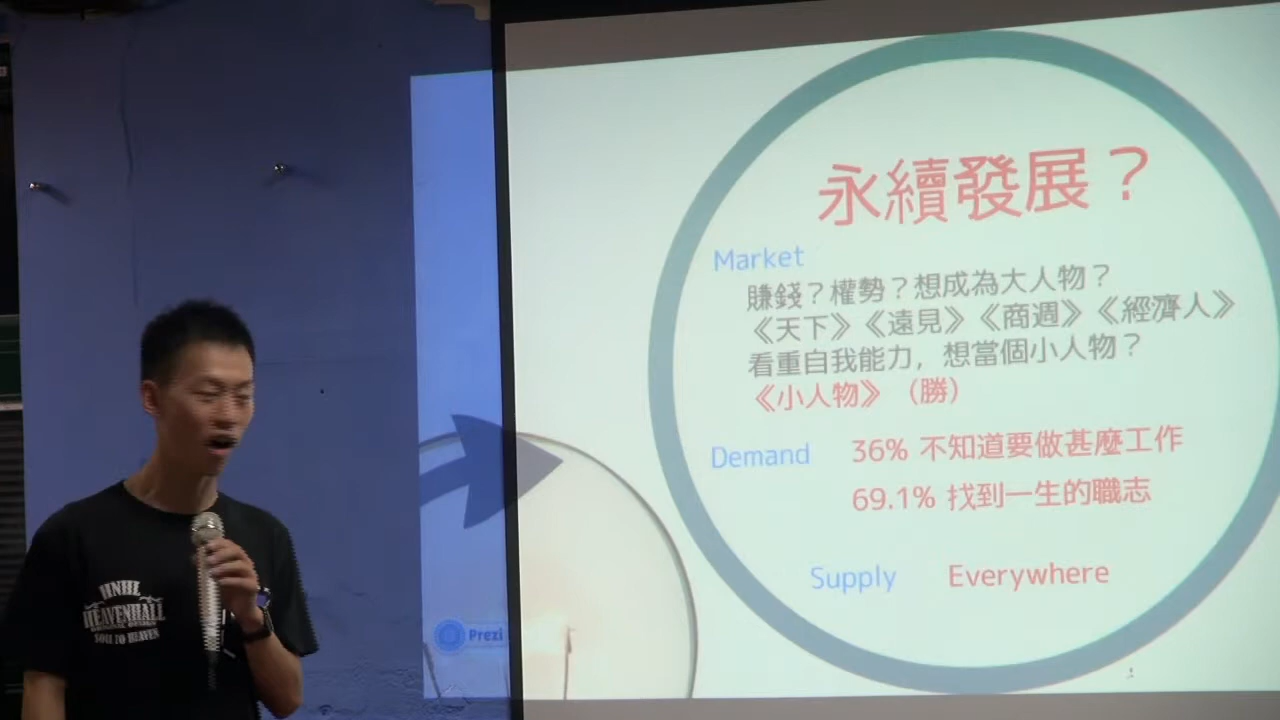 永續發展？
Market
賺錢？權勢？想成為大人物？
《天下》《遠見》《商週》《經濟人》
看重自我能力，想當個小人物？
《小人物》（勝）
Demand 36% 不知道要做甚麼工作
69.1% 找到一生的職志
Supply Everywhere
Prezi
HEAVENHALL